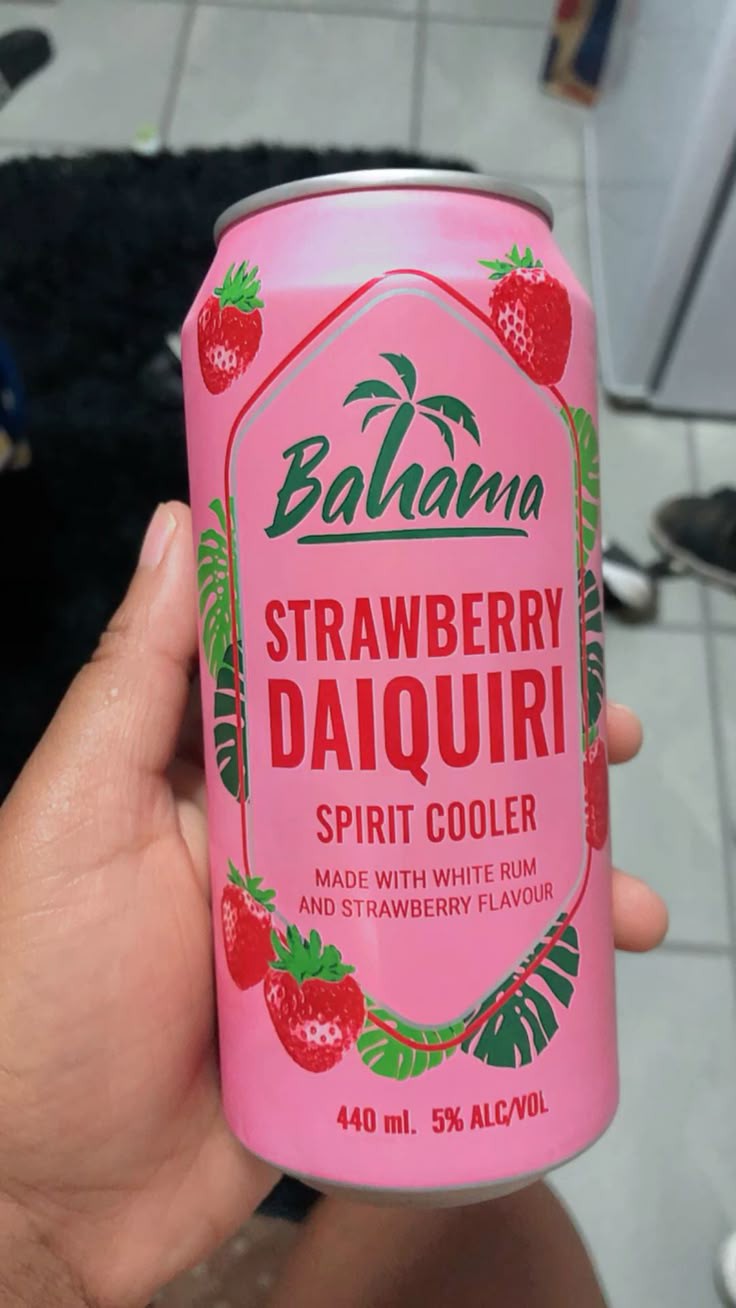 Bahama
STRAWBERRY
DAIQUIRI
SPIRIT COOLER
MADE WITH WHITE RUM
AND STRAWBERRY FLAVOUR
440 ml. 5% ALC/VOL